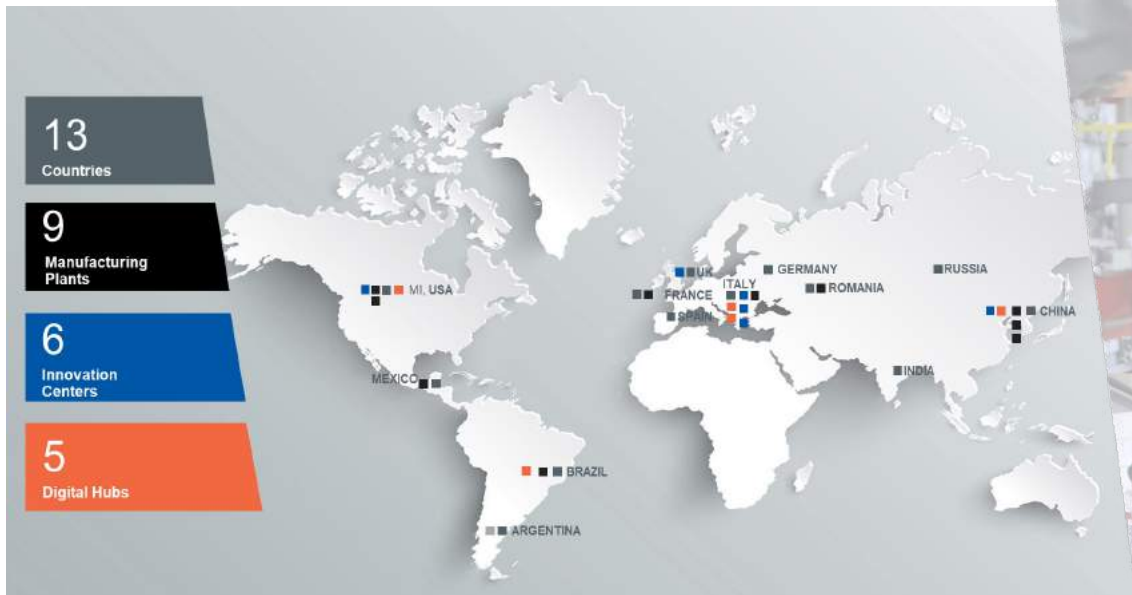 13
Countries
9
Manufacturing
Plants
6
Innovation
Centers
5
Digital Hubs
MI, USA
MEXICO
BRAZIL
ARGENTINA
UK
FRANCE
ITALY
SPAIN
GERMANY
ROMANIA
RUSSIA
CHINA
INDIA